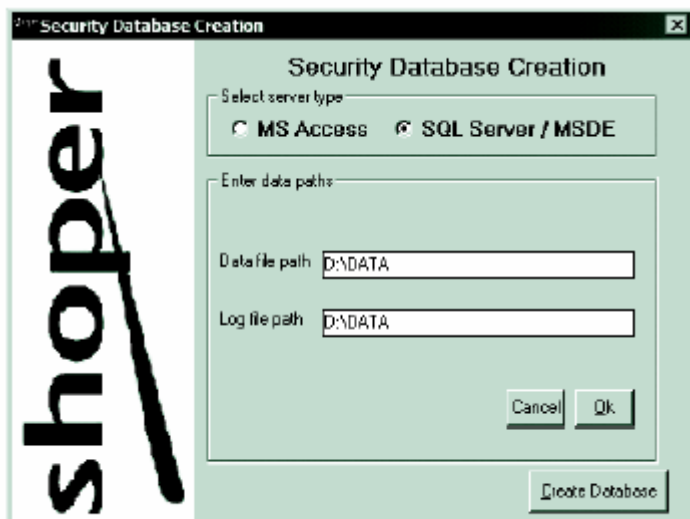 Security Database Creation
shoper
Security Database Creation
Select server type
MS Access
SQL Server / MSDE
Enter data paths
Data file path D:\DATA
Log file path D:\DATA
Cancel
Ok
Create Database